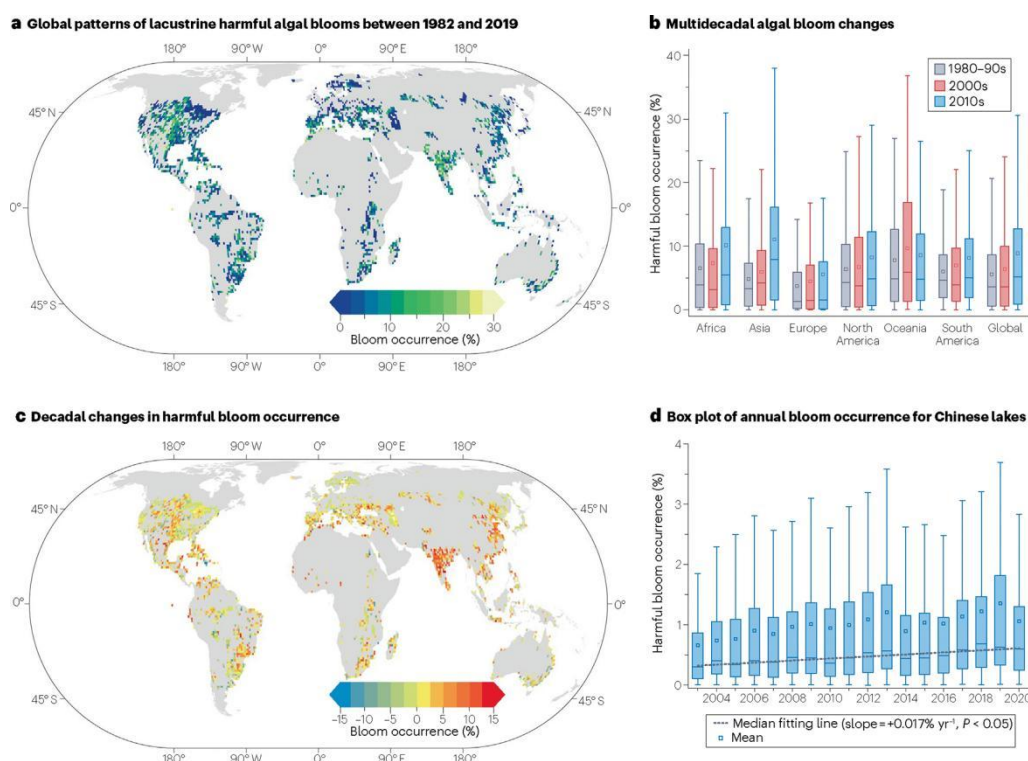 a Global patterns of lacustrine harmful algal blooms between 1982 and 2019
180° 90° W 0° 90° E 180°
45° N
0°
45° S
0 10 20 30
Bloom occurrence (%)
180° 90° W 0° 90° E 180°
b Multidecadal algal bloom changes
Harmful bloom occurrence (%)
40
30
20
10
0
1980–90s
2000s
2010s
Africa Asia Europe North America Oceania South America Global
c Decadal changes in harmful bloom occurrence
180° 90° W 0° 90° E 180°
45° N
0°
45° S
-15 -10 -5 0 5 10 15
Bloom occurrence (%)
180° 90° W 0° 90° E 180°
d Box plot of annual bloom occurrence for Chinese lakes
Harmful bloom occurrence (%)
4
3
2
1
0
2004 2006 2008 2010 2012 2014 2016 2018 2020
Median fitting line (slope = +0.017% yr⁻¹, P < 0.05)
Mean